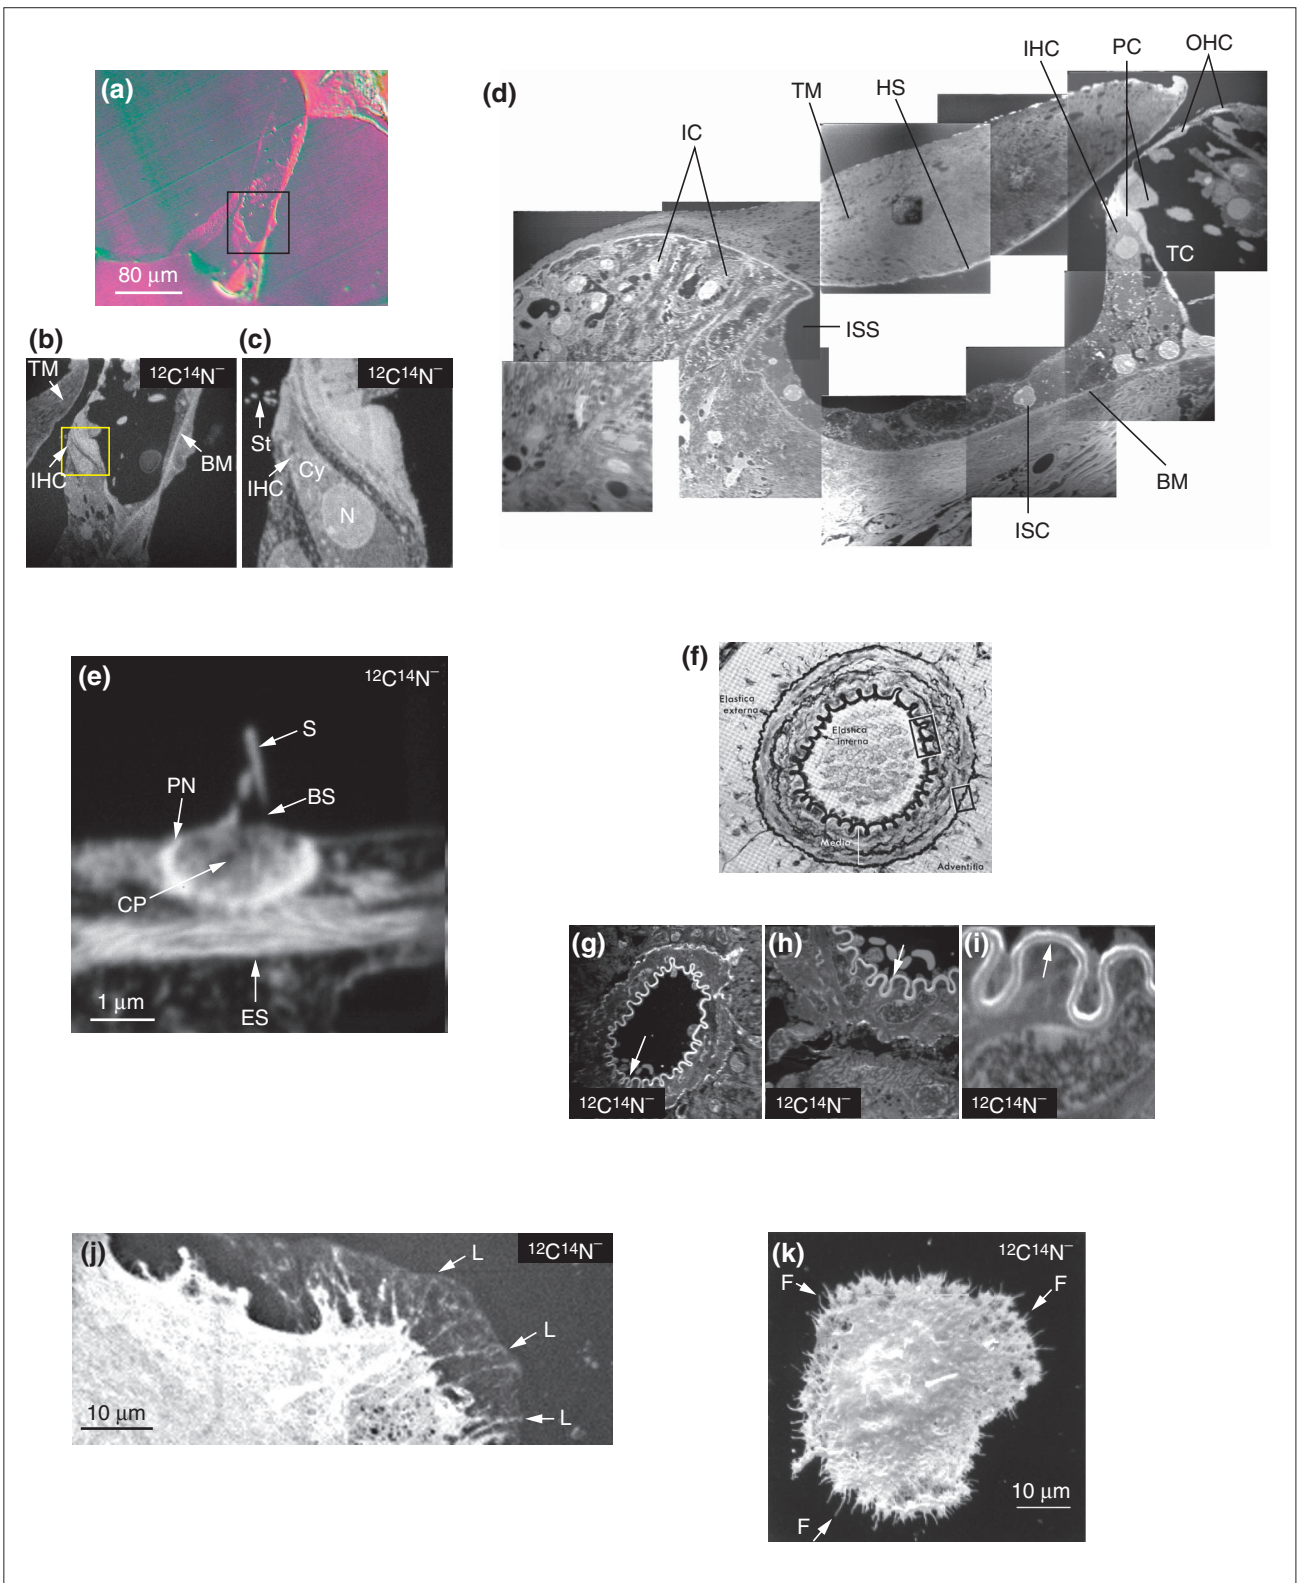 (a)
80 μm
(b)
TM
¹²C¹⁴N⁻
IHC
BM
(c)
¹²C¹⁴N⁻
St
IHC
Cy
N
(d)
TM
HS
IHC
PC
OHC
IC
TC
ISS
BM
ISC
(e)
¹²C¹⁴N⁻
S
PN
BS
CP
1 μm
ES
(f)
Elastica
externa
Elastica
interna
Media
Adventitia
(g)
¹²C¹⁴N⁻
(h)
¹²C¹⁴N⁻
(i)
¹²C¹⁴N⁻
(j)
¹²C¹⁴N⁻
L
L
L
10 μm
(k)
¹²C¹⁴N⁻
F
F
10 μm
F